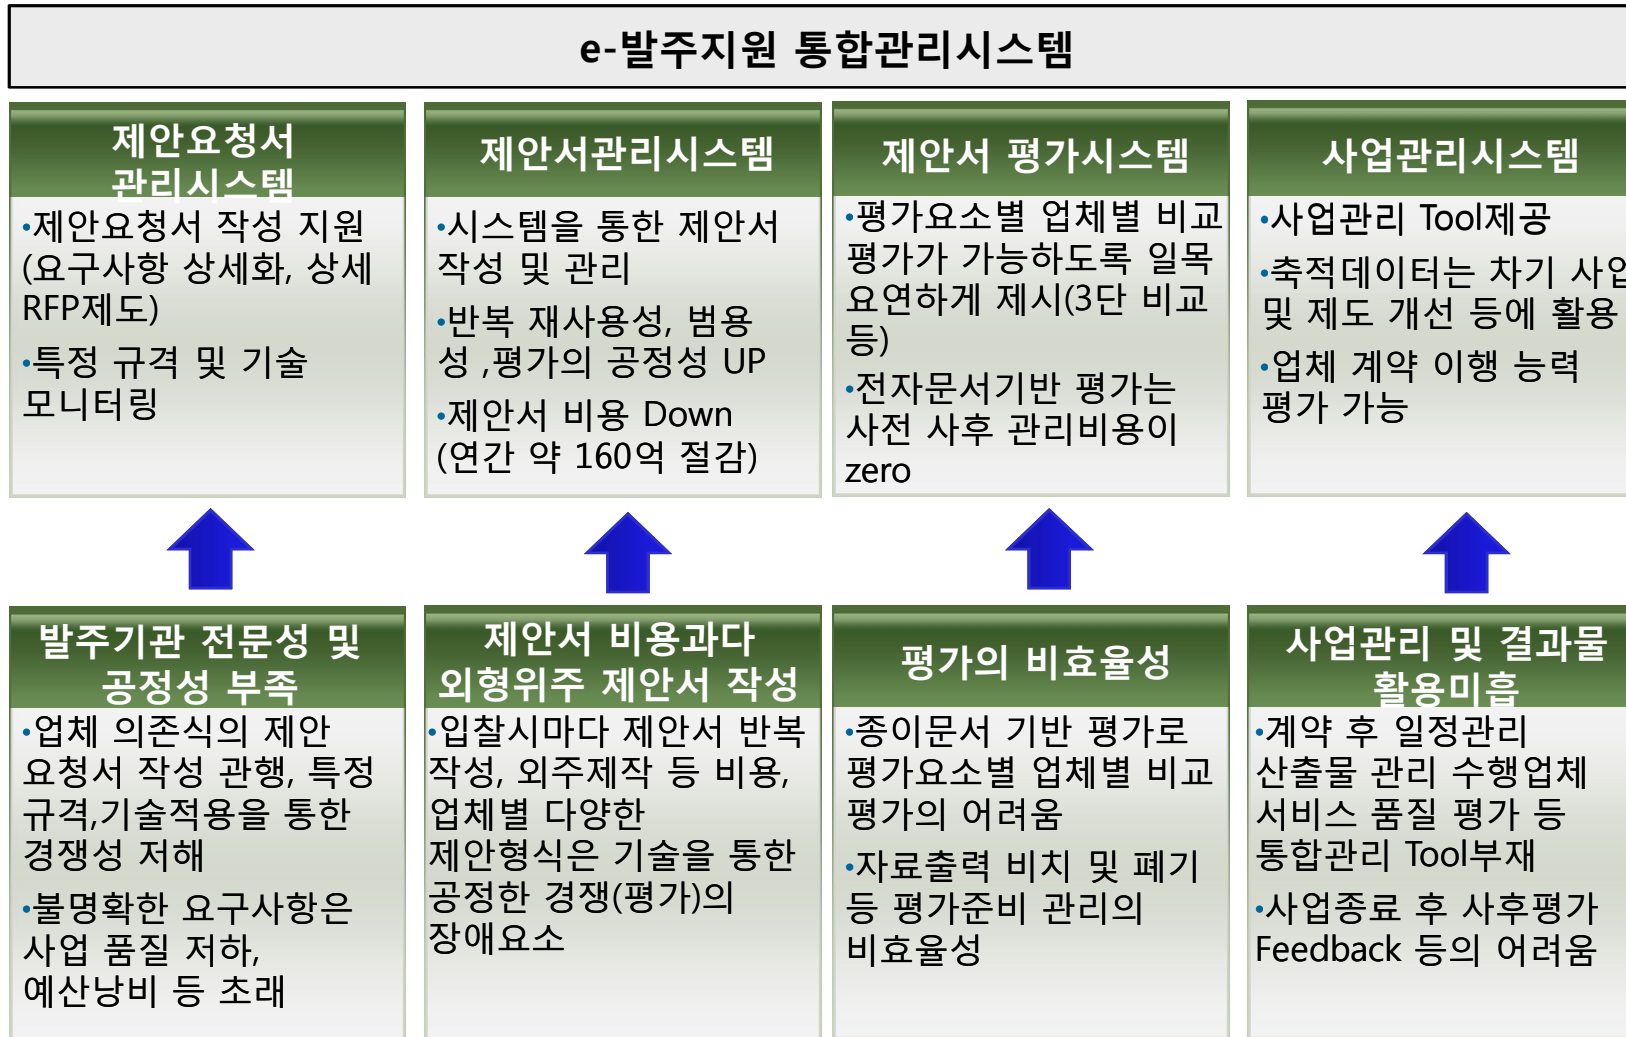 e-발주지원 통합관리시스템
제안요청서
관리시스템
•제안요청서 작성 지원
(요구사항 상세화, 상세
RFP제도)
•특정 규격 및 기술
모니터링
제안서관리시스템
•시스템을 통한 제안서
작성 및 관리
•반복 재사용성, 범용
성 ,평가의 공정성 UP
•제안서 비용 Down
(연간 약 160억 절감)
제안서 평가시스템
•평가요소별 업체별 비교
평가가 가능하도록 일목
요연하게 제시(3단 비교
등)
•전자문서기반 평가는
사전 사후 관리비용이
zero
사업관리시스템
•사업관리 Tool제공
•축적데이터는 차기 사업
및 제도 개선 등에 활용
•업체 계약 이행 능력
평가 가능
발주기관 전문성 및
공정성 부족
•업체 의존식의 제안
요청서 작성 관행, 특정
규격,기술적용을 통한
경쟁성 저해
•불명확한 요구사항은
사업 품질 저하,
예산낭비 등 초래
제안서 비용과다
외형위주 제안서 작성
•입찰시마다 제안서 반복
작성, 외주제작 등 비용,
업체별 다양한
제안형식은 기술을 통한
공정한 경쟁(평가)의
장애요소
평가의 비효율성
•종이문서 기반 평가로
평가요소별 업체별 비교
평가의 어려움
•자료출력 비치 및 폐기
등 평가준비 관리의
비효율성
사업관리 및 결과물
활용미흡
•계약 후 일정관리
산출물 관리 수행업체
서비스 품질 평가 등
통합관리 Tool부재
•사업종료 후 사후평가
Feedback 등의 어려움